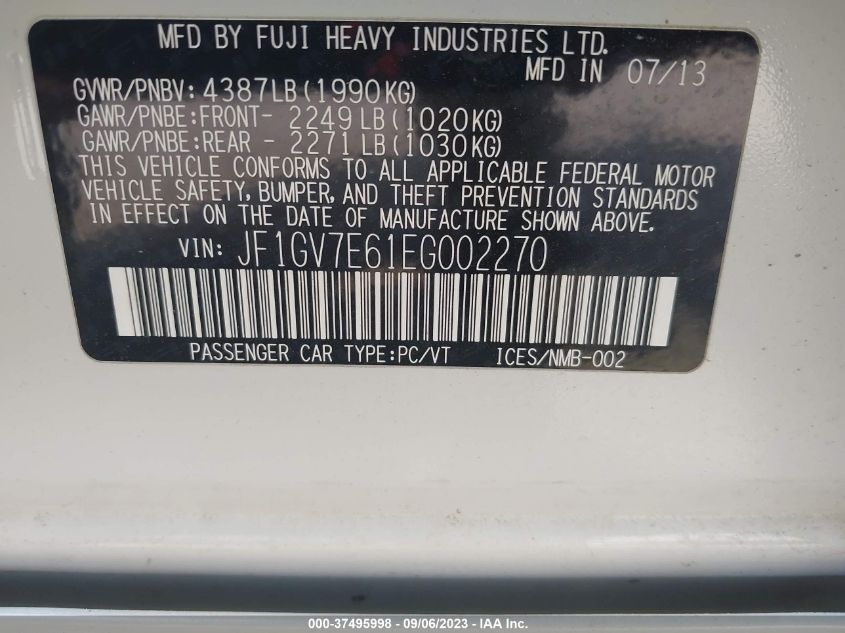 MFD BY FUJI HEAVY INDUSTRIES LTD.
MFD IN 07/13
GVWR/PNBV: 4387LB(1990KG)
GAWR/PNBE:FRONT- 2249LB(1020KG)
GAWR/PNBE:REAR - 2271LB(1030KG)
THIS VEHICLE CONFORMS TO ALL APPLICABLE FEDERAL MOTOR
VEHICLE SAFETY, BUMPER, AND THEFT PREVENTION STANDARDS
IN EFFECT ON THE DATE OF MANUFACTURE SHOWN ABOVE.
VIN: JF1GV7E61EG002270
PASSENGER CAR TYPE:PC/VT ICES/NMB-002
000-37495998 - 09/06/2023 - IAA Inc.